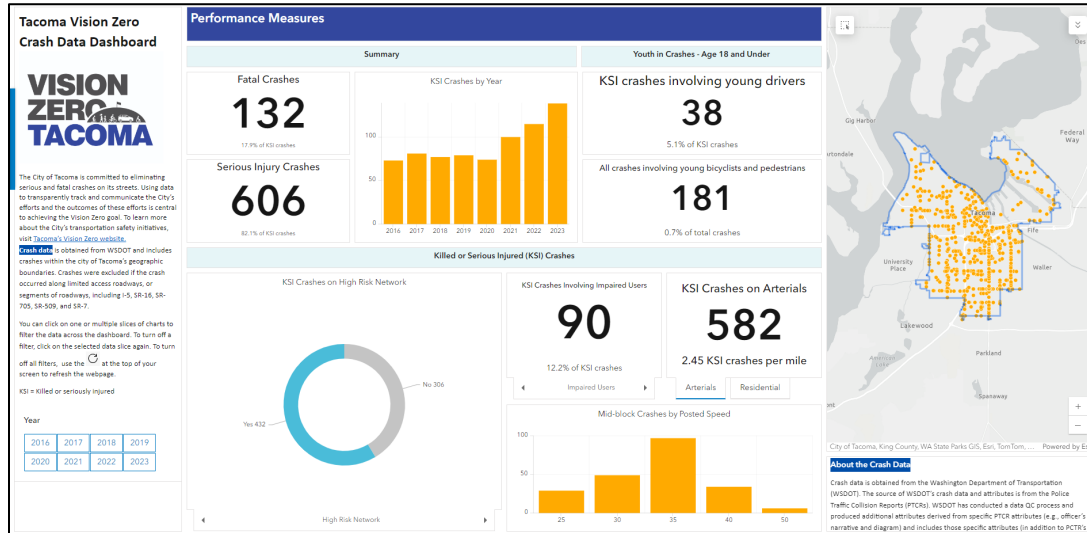 Tacoma Vision Zero
Crash Data Dashboard
VISION
ZERO
TACOMA
The City of Tacoma is committed to eliminating
serious and fatal crashes on its streets. Using data
to transparently track and communicate the City's
efforts and the outcomes of these efforts is central
to achieving the Vision Zero goal. To learn more
about the City's transportation safety initiatives,
visit Tacoma's Vision Zero website.
Crash data is obtained from WSDOT and includes
crashes within the city of Tacoma's geographic
boundaries. Crashes were excluded if the crash
occurred along limited access roadways, or
segments of roadways, including I-5, SR-16, SR-
705, SR-509, and SR-7.
You can click on one or multiple slices of charts to
filter the data across the dashboard. To turn off a
filter, click on the selected data slice again. To turn
off all filters, use the at the top of your
screen to refresh the webpage.
KSI = Killed or seriously injured
Year
2016 2017 2018 2019
2020 2021 2022 2023
Performance Measures
Summary
Fatal Crashes
132
17.9% of KSI crashes
Serious Injury Crashes
606
82.1% of KSI crashes
KSI Crashes by Year
100
50
0
2016 2017 2018 2019 2020 2021 2022 2023
Youth in Crashes - Age 18 and Under
KSI crashes involving young drivers
38
5.1% of KSI crashes
All crashes involving young bicyclists and pedestrians
181
0.7% of total crashes
Killed or Serious Injured (KSI) Crashes
KSI Crashes on High Risk Network
No 306
Yes 432
High Risk Network
KSI Crashes Involving Impaired Users
90
12.2% of KSI crashes
Impaired Users
KSI Crashes on Arterials
582
2.45 KSI crashes per mile
Arterials Residential
Mid-block Crashes by Posted Speed
100
50
0
25 30 35 40 50
Gig Harbor
Federal
Way
Tacoma
Fife
University
Place
Waller
Lakewood
American
Lake
Parkland
Spanaway
+
−
City of Tacoma, King County, WA State Parks GIS, Esri, TomTom, ... Powered by Es
About the Crash Data
Crash data is obtained from the Washington Department of Transportation
(WSDOT). The source of WSDOT's crash data and attributes is from the Police
Traffic Collision Reports (PTCRs). WSDOT has conducted a data QC process and
produced additional attributes derived from specific PTCR attributes (e.g., officer's
narrative and diagram) and includes those specific attributes (in addition to PCTR's